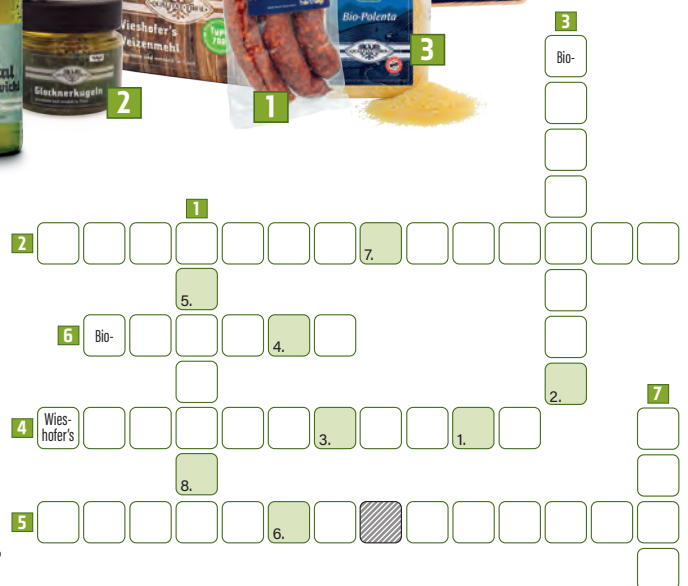 Wieshofer's
Weizenmehl
Bio-Polenta
Glocknerkugeln
2
1
3
3
Bio-
1
2
7.
5.
6
Bio-
4.
2.
7
4
Wies-
hofer's
3.
1.
8.
5
6.